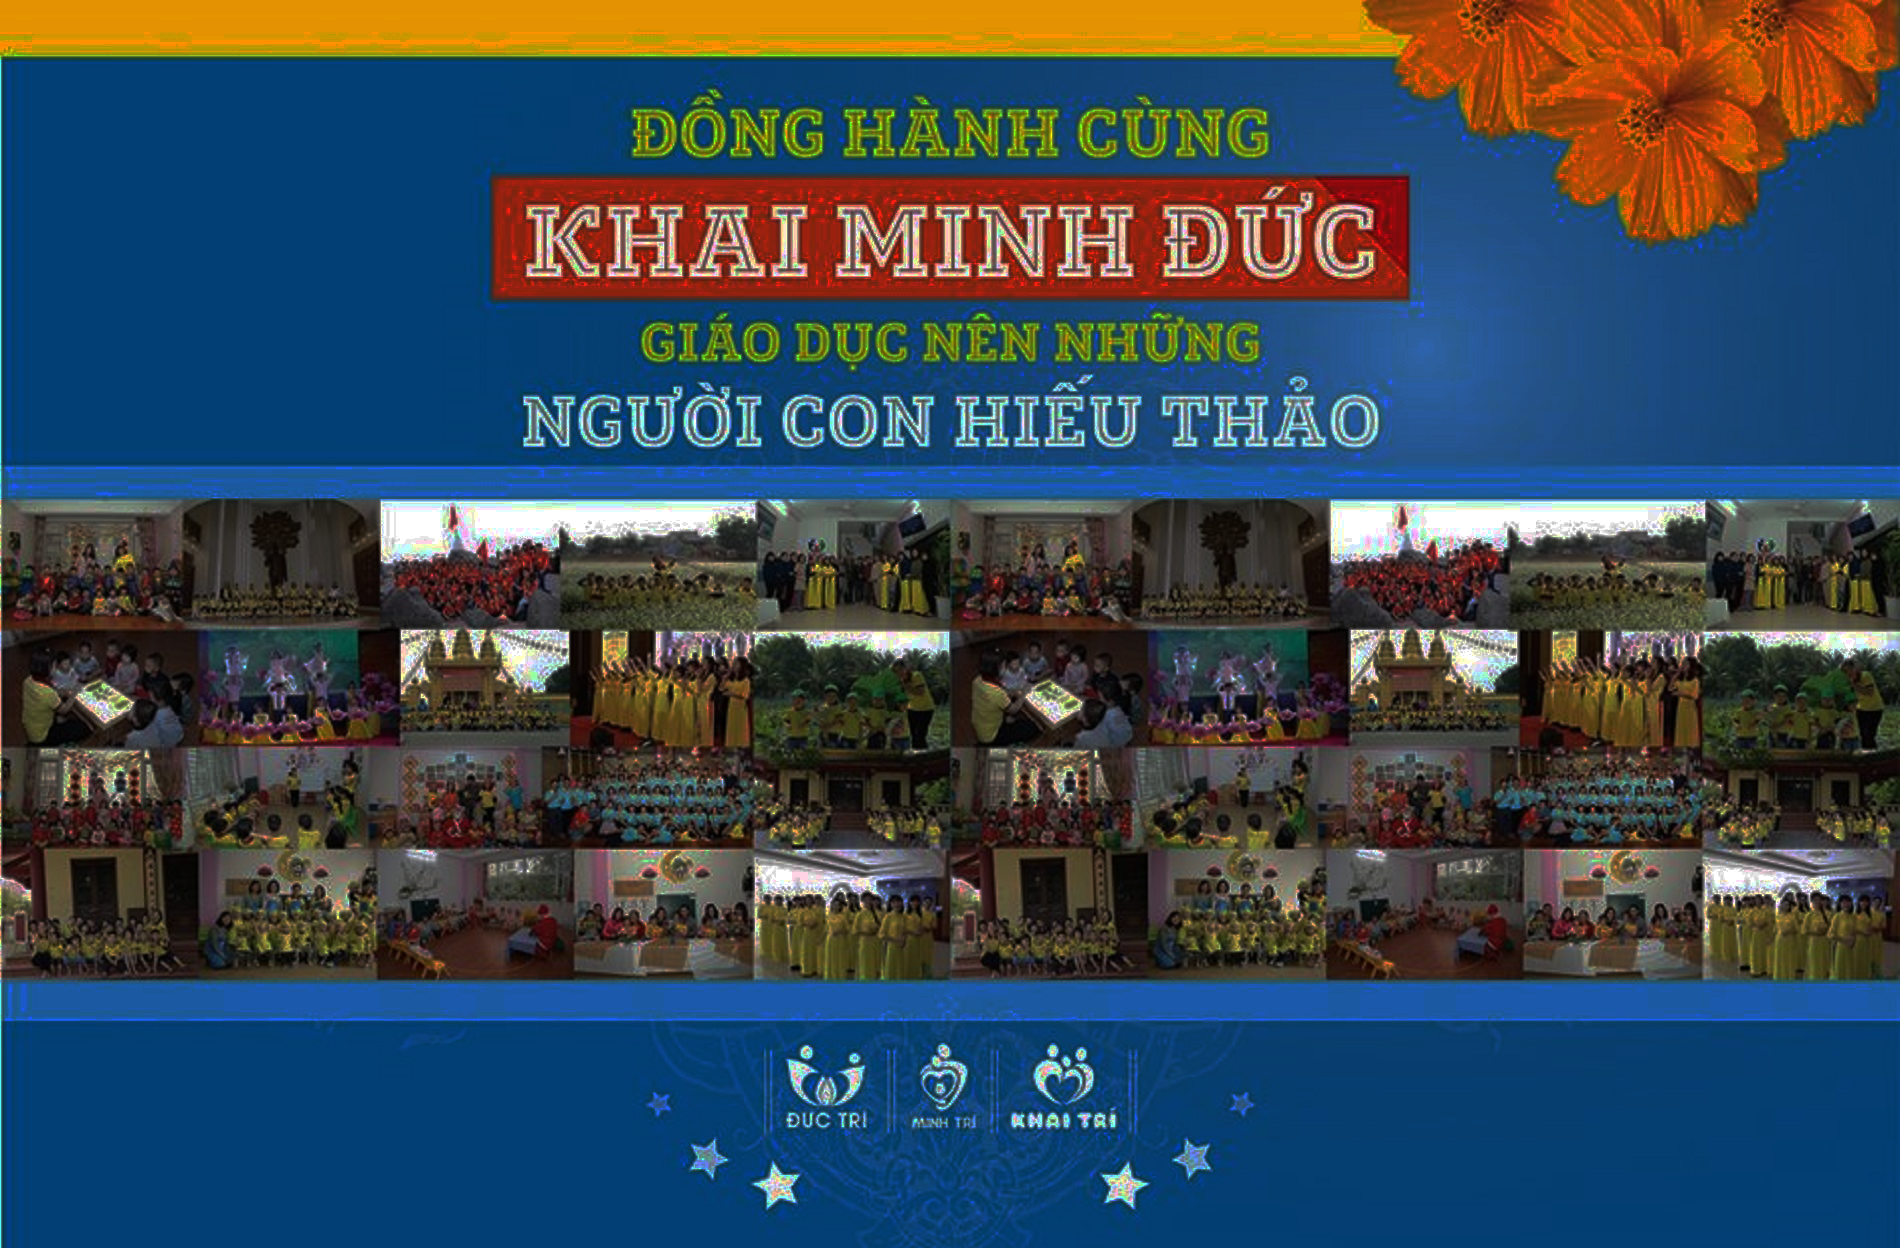 ĐỒNG HÀNH CÙNG
KHAI MINH ĐỨC
GIÁO DỤC NÊN NHỮNG
NGƯỜI CON HIẾU THẢO
ĐỨC TRÍ
MINH TRÍ
KHAI TRÍ